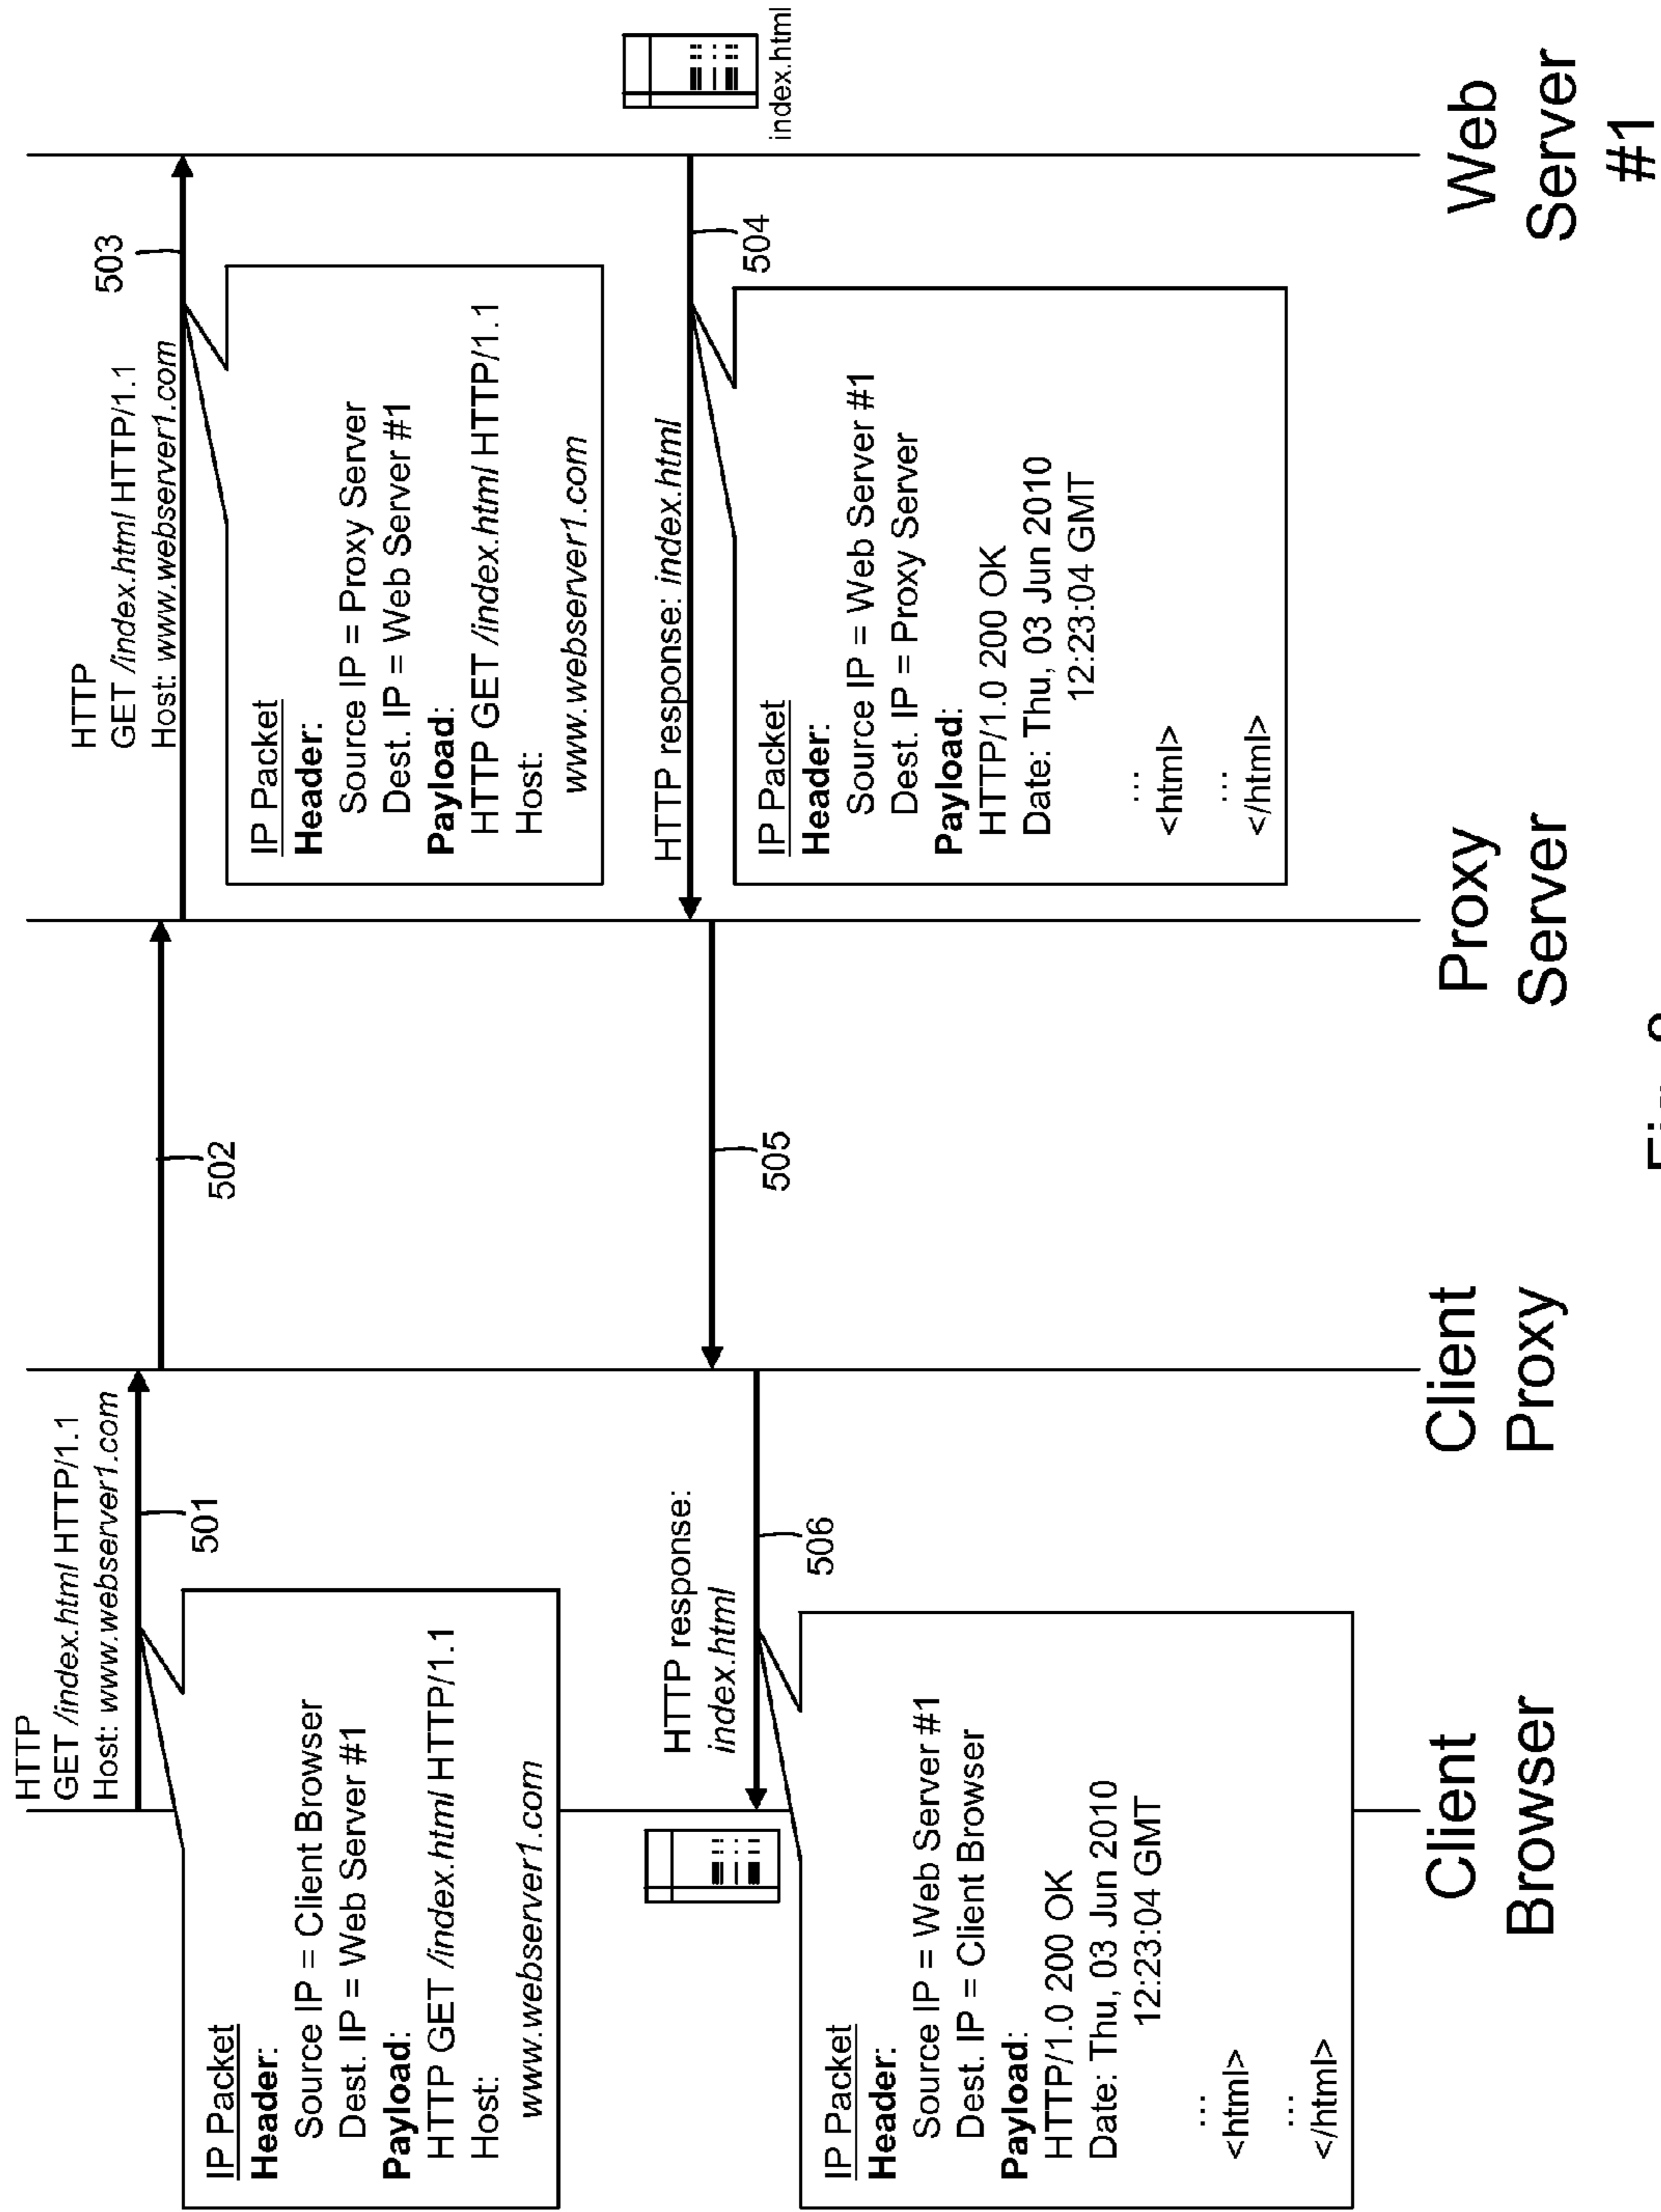 HTTP
GET /index.html HTTP/1.1
Host: www.webserver1.com
501
IP Packet
Header:
Source IP = Client Browser
Dest. IP = Web Server #1
Payload:
HTTP GET /index.html HTTP/1.1
Host:
www.webserver1.com
502
HTTP
GET /index.html HTTP/1.1
Host: www.webserver1.com
503
IP Packet
Header:
Source IP = Proxy Server
Dest. IP = Web Server #1
Payload:
HTTP GET /index.html HTTP/1.1
Host:
www.webserver1.com
index.html
HTTP response: index.html
504
IP Packet
Header:
Source IP = Web Server #1
Dest. IP = Proxy Server
Payload:
HTTP/1.0 200 OK
Date: Thu, 03 Jun 2010
12:23:04 GMT
...
<html>
...
</html>
505
HTTP response:
index.html
506
IP Packet
Header:
Source IP = Web Server #1
Dest. IP = Client Browser
Payload:
HTTP/1.0 200 OK
Date: Thu, 03 Jun 2010
12:23:04 GMT
...
<html>
...
</html>
Client
Browser
Client
Proxy
Proxy
Server
Web
Server
#1